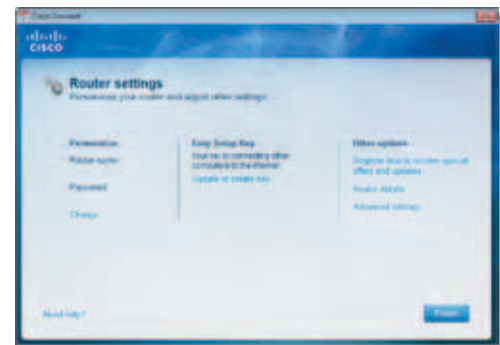 Cisco Connect
CISCO
Router settings
Personalize your router and adjust other settings.
Personalize
Router name
Password
Change
Easy Setup Key
Your key to connecting other
computers to the Internet
Update or create key
Other options
Register now to receive special
offers and updates
Router details
Advanced settings
Need help?
Finish